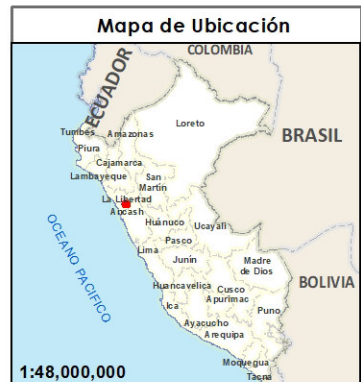 Mapa de Ubicación
COLOMBIA
ECUADOR
Loreto
Tumbes
Amazonas
Piura
BRASIL
Cajamarca
Lambayeque
San
Martin
La Libertad
Ancash
Huánuco
Ucayali
OCEANO PACIFICO
Pasco
Lima
Junín
Madre
de Dios
BOLIVIA
Huancavelica
Cusco
Apurimac
Ica
Puno
Ayacucho
Arequipa
Moquegua
Tacna
1:48,000,000